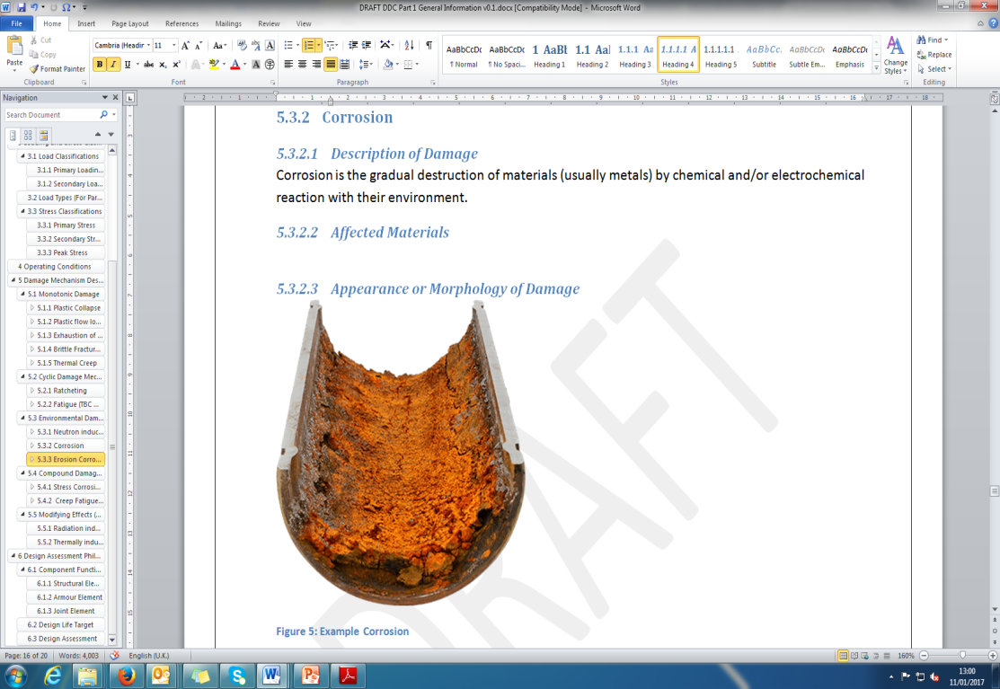 DRAFT DDC Part 1 General Information v0.1.docx [Compatibility Mode] - Microsoft Word
File Home Insert Page Layout References Mailings Review View
Cut
Copy
Format Painter
Paste
Clipboard
Cambria (Headir 11
Font
Paragraph
AaBbCcDc AaBbCcDc 1 AaBl 1.1 Aal 1.1.1 Aa 1.1.1.1 A 1.1.1.1.1 AaBbCc. AaBbCcDc AaBbCcDc
¶ Normal ¶ No Spaci... Heading 1 Heading 2 Heading 3 Heading 4 Heading 5 Subtitle Subtle Em... Emphasis
Change
Styles
Styles
Find
Replace
Select
Editing
Navigation
Search Document
3.1 Load Classifications
3.1.1 Primary Loadin...
3.1.2 Secondary Loa...
3.2 Load Types (For Par...
3.3 Stress Classifications
3.3.1 Primary Stress
3.3.2 Secondary Str...
3.3.3 Peak Stress
4 Operating Conditions
5 Damage Mechanism Des...
5.1 Monotonic Damage
5.1.1 Plastic Collapse
5.1.2 Plastic flow lo...
5.1.3 Exhaustion of ...
5.1.4 Brittle Fractur...
5.1.5 Thermal Creep
5.2 Cyclic Damage Mec...
5.2.1 Ratcheting
5.2.2 Fatigue (TBC ...
5.3 Environmental Dam...
5.3.1 Neutron induc...
5.3.2 Corrosion
5.3.3 Erosion Corro...
5.4 Compound Damag...
5.4.1 Stress Corrosi...
5.4.2 Creep Fatigue...
5.5 Modifying Effects (...
5.5.1 Radiation ind...
5.5.2 Thermally indu...
6 Design Assessment Phil...
6.1 Component Functi...
6.1.1 Structural Ele...
6.1.2 Armour Element
6.1.3 Joint Element
6.2 Design Life Target
6.3 Design Assessment
5.3.2 Corrosion
5.3.2.1 Description of Damage
Corrosion is the gradual destruction of materials (usually metals) by chemical and/or electrochemical
reaction with their environment.
5.3.2.2 Affected Materials
5.3.2.3 Appearance or Morphology of Damage
DRAFT
Figure 5: Example Corrosion
Page: 16 of 20 Words: 4,003 English (U.K.) 160%
13:00
11/01/2017